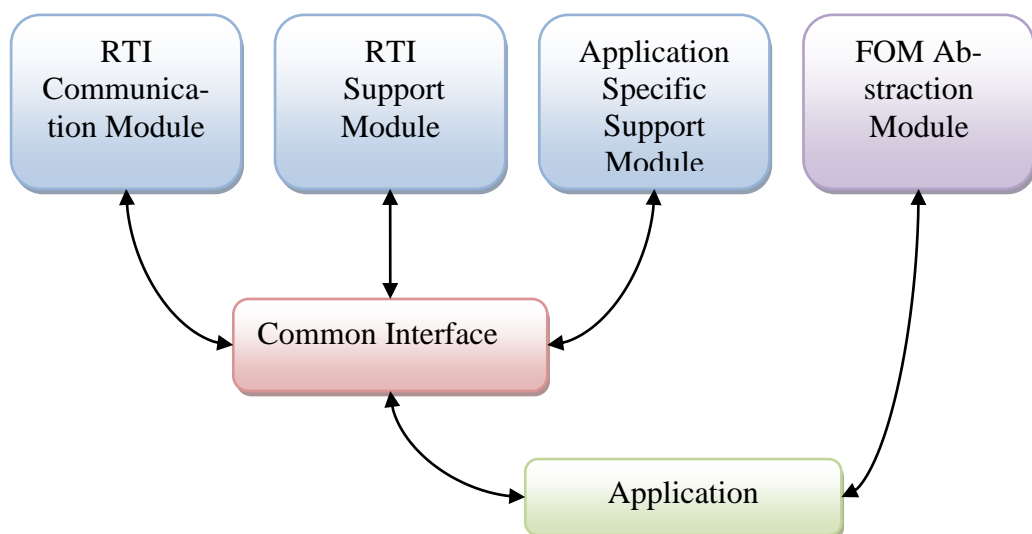 RTI
Communica-
tion Module
RTI
Support
Module
Application
Specific
Support
Module
FOM Ab-
straction
Module
Common Interface
Application